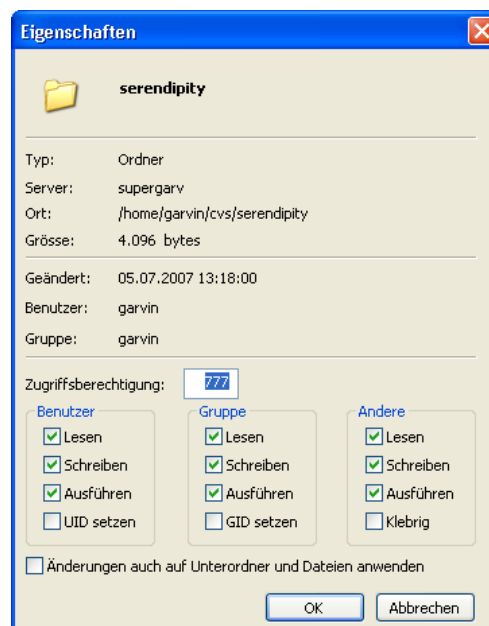 Eigenschaften
serendipity
Typ: Ordner
Server: supergarv
Ort: /home/garvin/cvs/serendipity
Grösse: 4.096 bytes
Geändert: 05.07.2007 13:18:00
Benutzer: garvin
Gruppe: garvin
Zugriffsberechtigung: 777
Benutzer Gruppe Andere
Lesen Lesen Lesen
Schreiben Schreiben Schreiben
Ausführen Ausführen Ausführen
UID setzen GID setzen Klebrig
Änderungen auch auf Unterordner und Dateien anwenden
OK Abbrechen